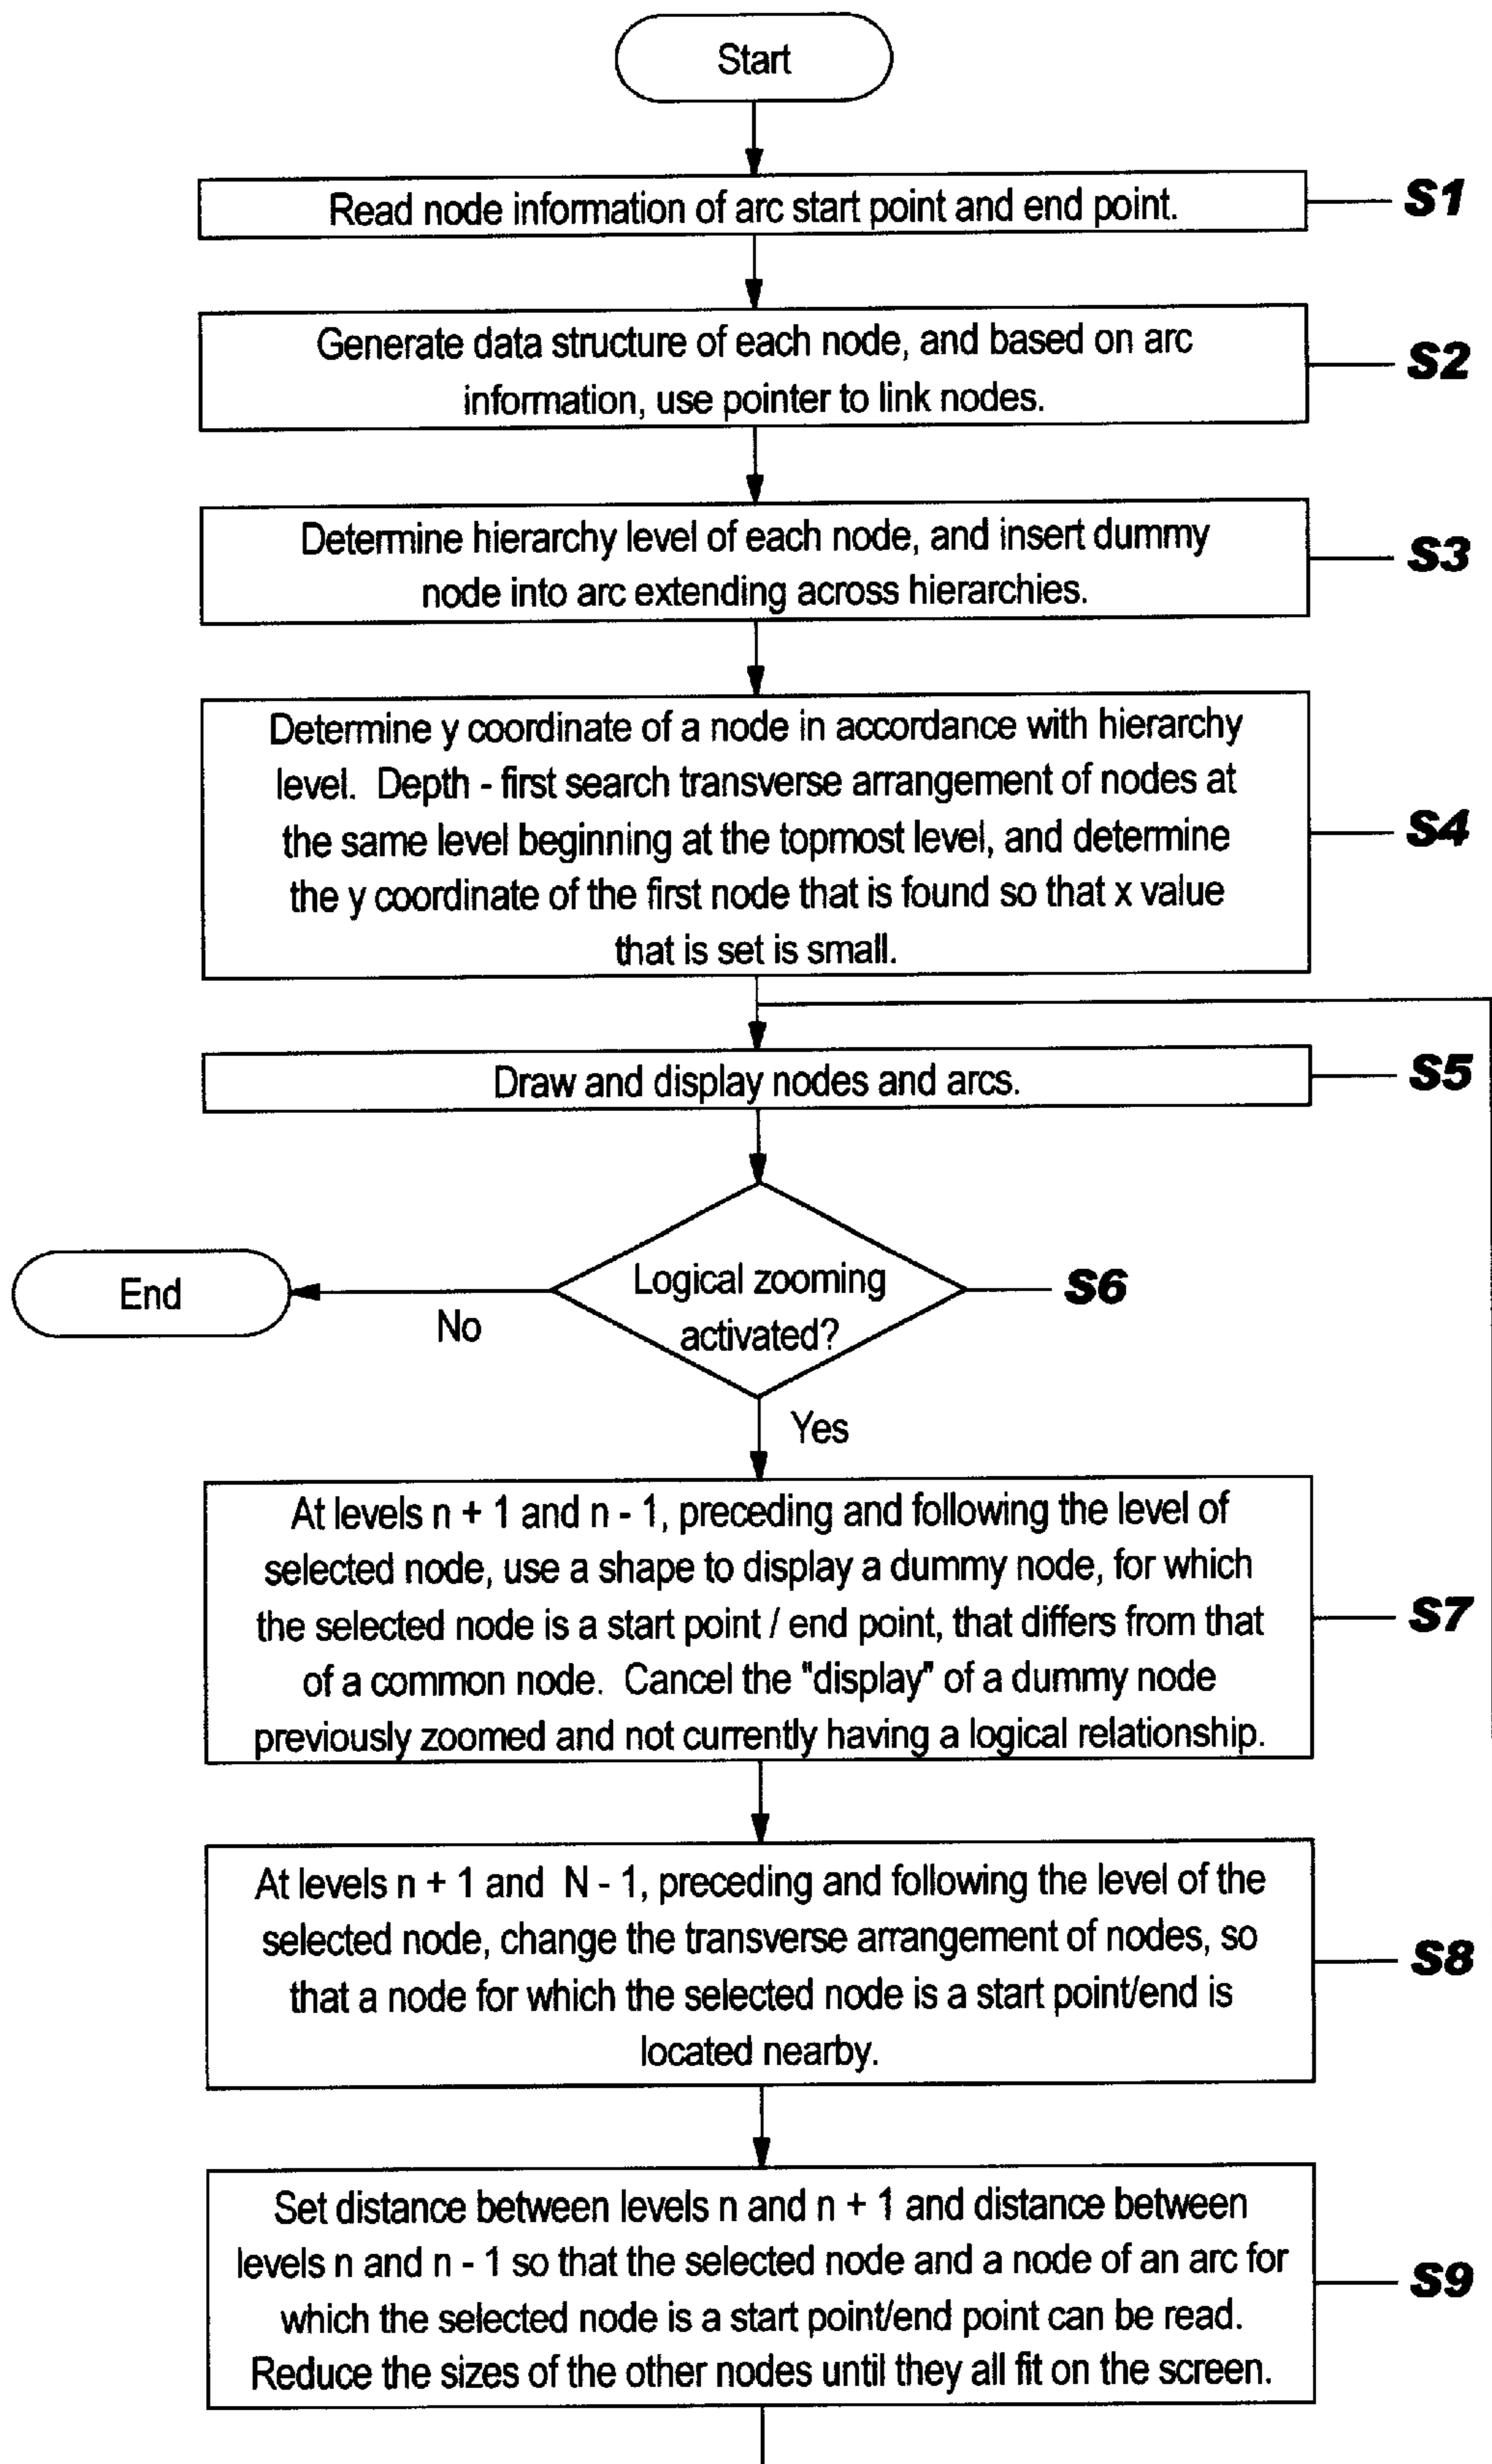 Start
Read node information of arc start point and end point.
S1
Generate data structure of each node, and based on arc
information, use pointer to link nodes.
S2
Determine hierarchy level of each node, and insert dummy
node into arc extending across hierarchies.
S3
Determine y coordinate of a node in accordance with hierarchy
level. Depth - first search transverse arrangement of nodes at
the same level beginning at the topmost level, and determine
the y coordinate of the first node that is found so that x value
that is set is small.
S4
Draw and display nodes and arcs.
S5
Logical zooming
activated?
S6
No
End
Yes
At levels n + 1 and n - 1, preceding and following the level of
selected node, use a shape to display a dummy node, for which
the selected node is a start point / end point, that differs from that
of a common node. Cancel the "display" of a dummy node
previously zoomed and not currently having a logical relationship.
S7
At levels n + 1 and N - 1, preceding and following the level of the
selected node, change the transverse arrangement of nodes, so
that a node for which the selected node is a start point/end is
located nearby.
S8
Set distance between levels n and n + 1 and distance between
levels n and n - 1 so that the selected node and a node of an arc for
which the selected node is a start point/end point can be read.
Reduce the sizes of the other nodes until they all fit on the screen.
S9